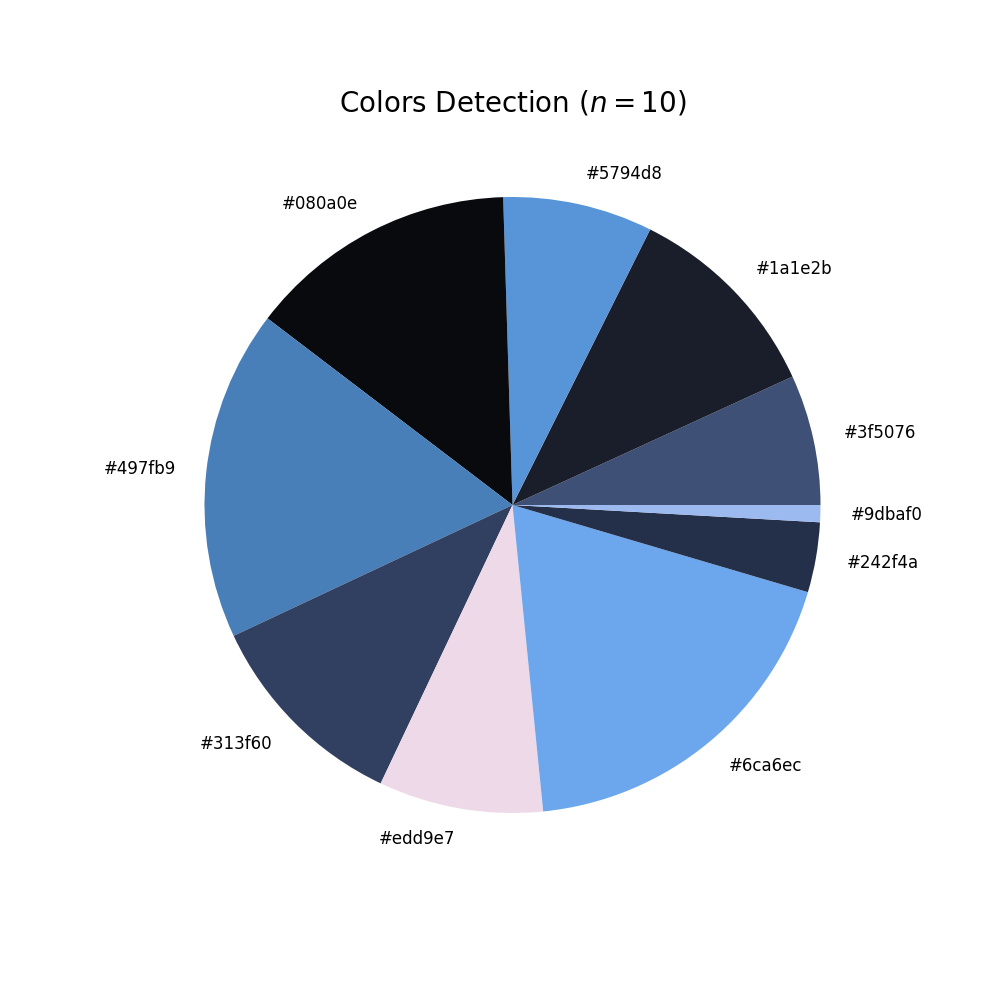 Colors Detection (n = 10)
#5794d8
#080a0e
#1a1e2b
#3f5076
#497fb9
#9dbaf0
#242f4a
#313f60
#6ca6ec
#edd9e7